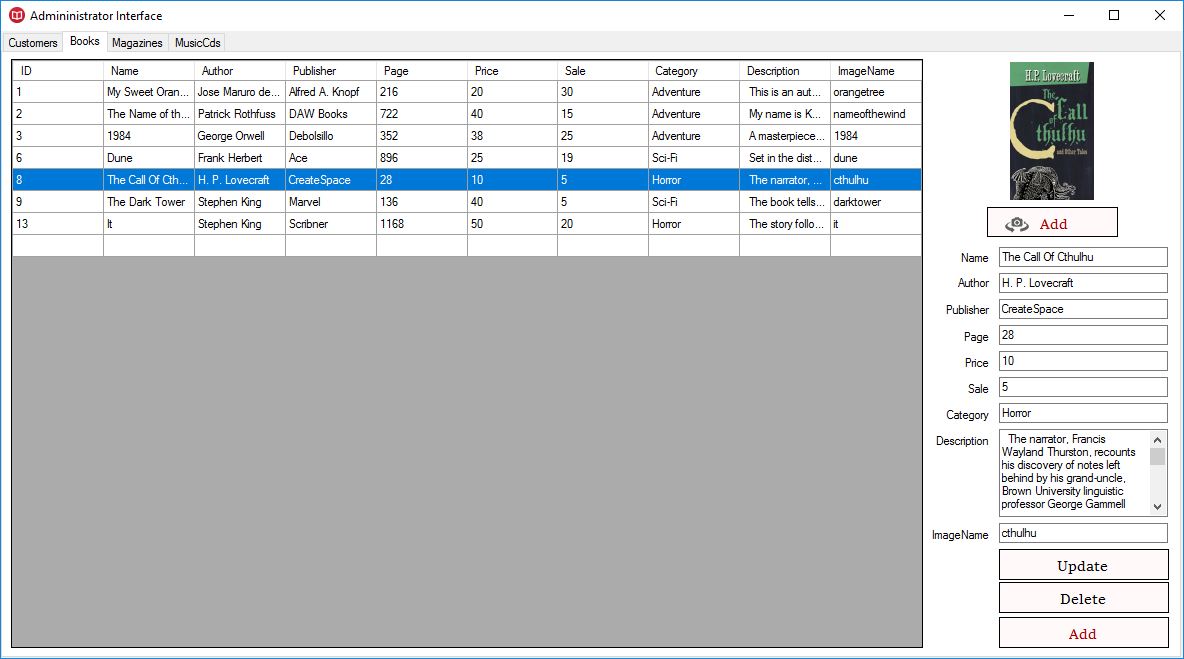 Admininistrator Interface
Customers Books Magazines MusicCds
ID Name Author Publisher Page Price Sale Category Description ImageName
1 My Sweet Oran... Jose Maruro de... Alfred A. Knopf 216 20 30 Adventure This is an aut... orangetree
2 The Name of th... Patrick Rothfuss DAW Books 722 40 15 Adventure My name is K... nameofthewind
3 1984 George Orwell Debolsillo 352 38 25 Adventure A masterpiece... 1984
6 Dune Frank Herbert Ace 896 25 19 Sci-Fi Set in the dist... dune
8 The Call Of Cth... H. P. Lovecraft CreateSpace 28 10 5 Horror The narrator, ... cthulhu
9 The Dark Tower Stephen King Marvel 136 40 5 Sci-Fi The book tells... darktower
13 It Stephen King Scribner 1168 50 20 Horror The story follo... it
H.P. Lovecraft
The
Call
of
Cthulhu
and Other Tales
Add
Name The Call Of Cthulhu
Author H. P. Lovecraft
Publisher CreateSpace
Page 28
Price 10
Sale 5
Category Horror
Description The narrator, Francis
Wayland Thurston, recounts
his discovery of notes left
behind by his grand-uncle,
Brown University linguistic
professor George Gammell
ImageName cthulhu
Update
Delete
Add